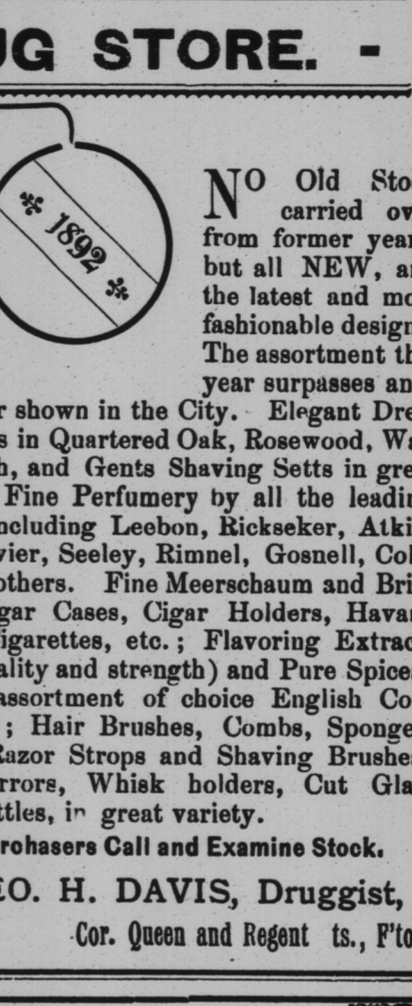 UG STORE. -
1892
NO Old Sto
carried ov
from former year
but all NEW, a
the latest and mo
fashionable design
The assortment th
year surpasses an
r shown in the City. Elegant Dre
s in Quartered Oak, Rosewood, Wa
h, and Gents Shaving Setts in gre
Fine Perfumery by all the leadin
ncluding Leebon, Rickseker, Atki
vier, Seeley, Rimnel, Gosnell, Col
others. Fine Meerschaum and Bri
gar Cases, Cigar Holders, Havan
igarettes, etc.; Flavoring Extrac
ality and strength) and Pure Spice
assortment of choice English Co
; Hair Brushes, Combs, Sponge
Razor Strops and Shaving Brushe
rrors, Whisk holders, Cut Gla
ttles, in great variety.
rchasers Call and Examine Stock.
EO. H. DAVIS, Druggist,
Cor. Queen and Regent ts., F'to